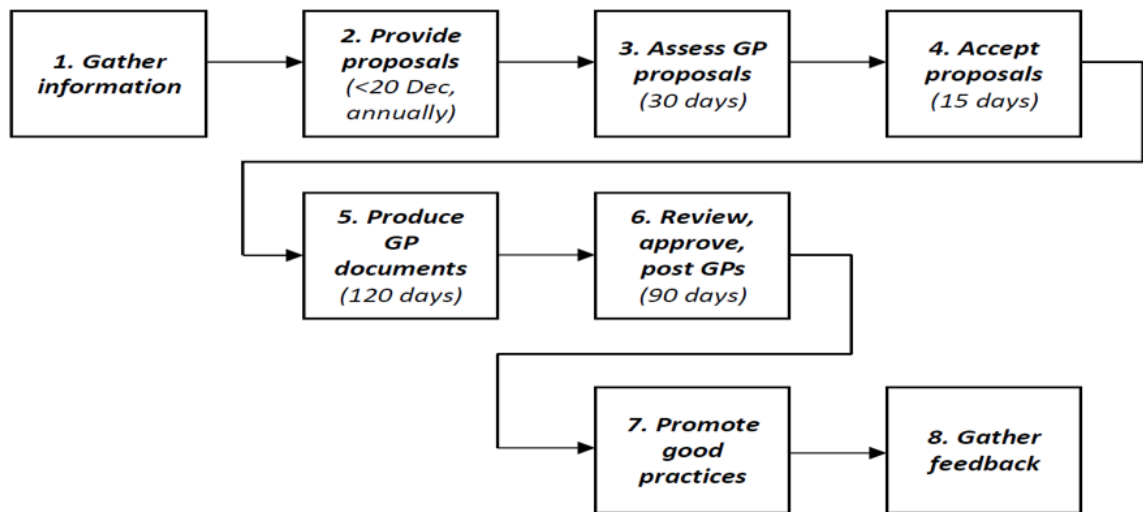 1. Gather
information
2. Provide
proposals
(<20 Dec,
annually)
3. Assess GP
proposals
(30 days)
4. Accept
proposals
(15 days)
5. Produce
GP
documents
(120 days)
6. Review,
approve,
post GPs
(90 days)
7. Promote
good
practices
8. Gather
feedback